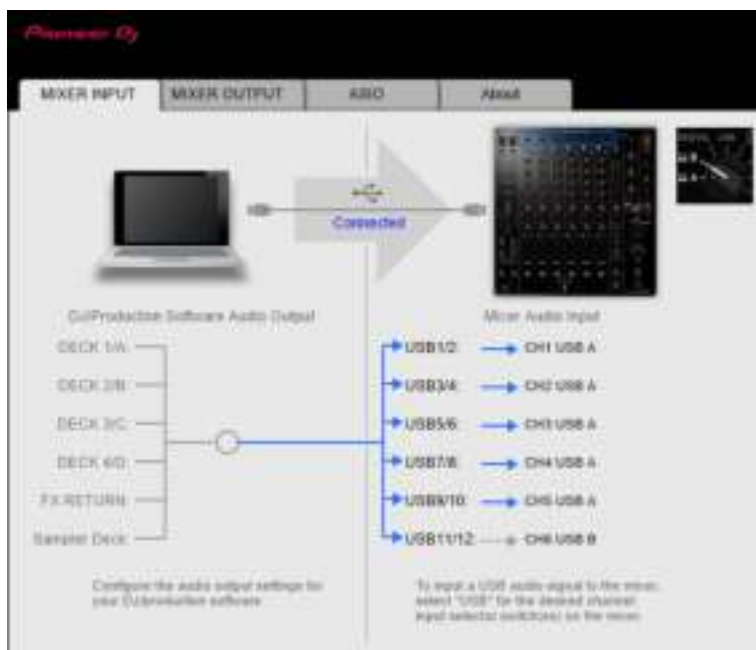 Pioneer Dj
MIXER INPUT
MIXER OUTPUT
ASIO
About
Connected
DJ/Production Software Audio Output
Mixer Audio Input
DECK 1/A:
DECK 2/B:
DECK 3/C:
DECK 4/D:
FX RETURN:
Sampler Deck:
USB1/2: CH1 USB A
USB3/4: CH2 USB A
USB5/6: CH3 USB A
USB7/8: CH4 USB A
USB9/10: CH5 USB A
USB11/12: CH6 USB B
Configure the audio output settings for
your DJ/production software.
To input a USB audio signal to the mixer,
select "USB" for the desired channel
input selector switch(es) on the mixer.